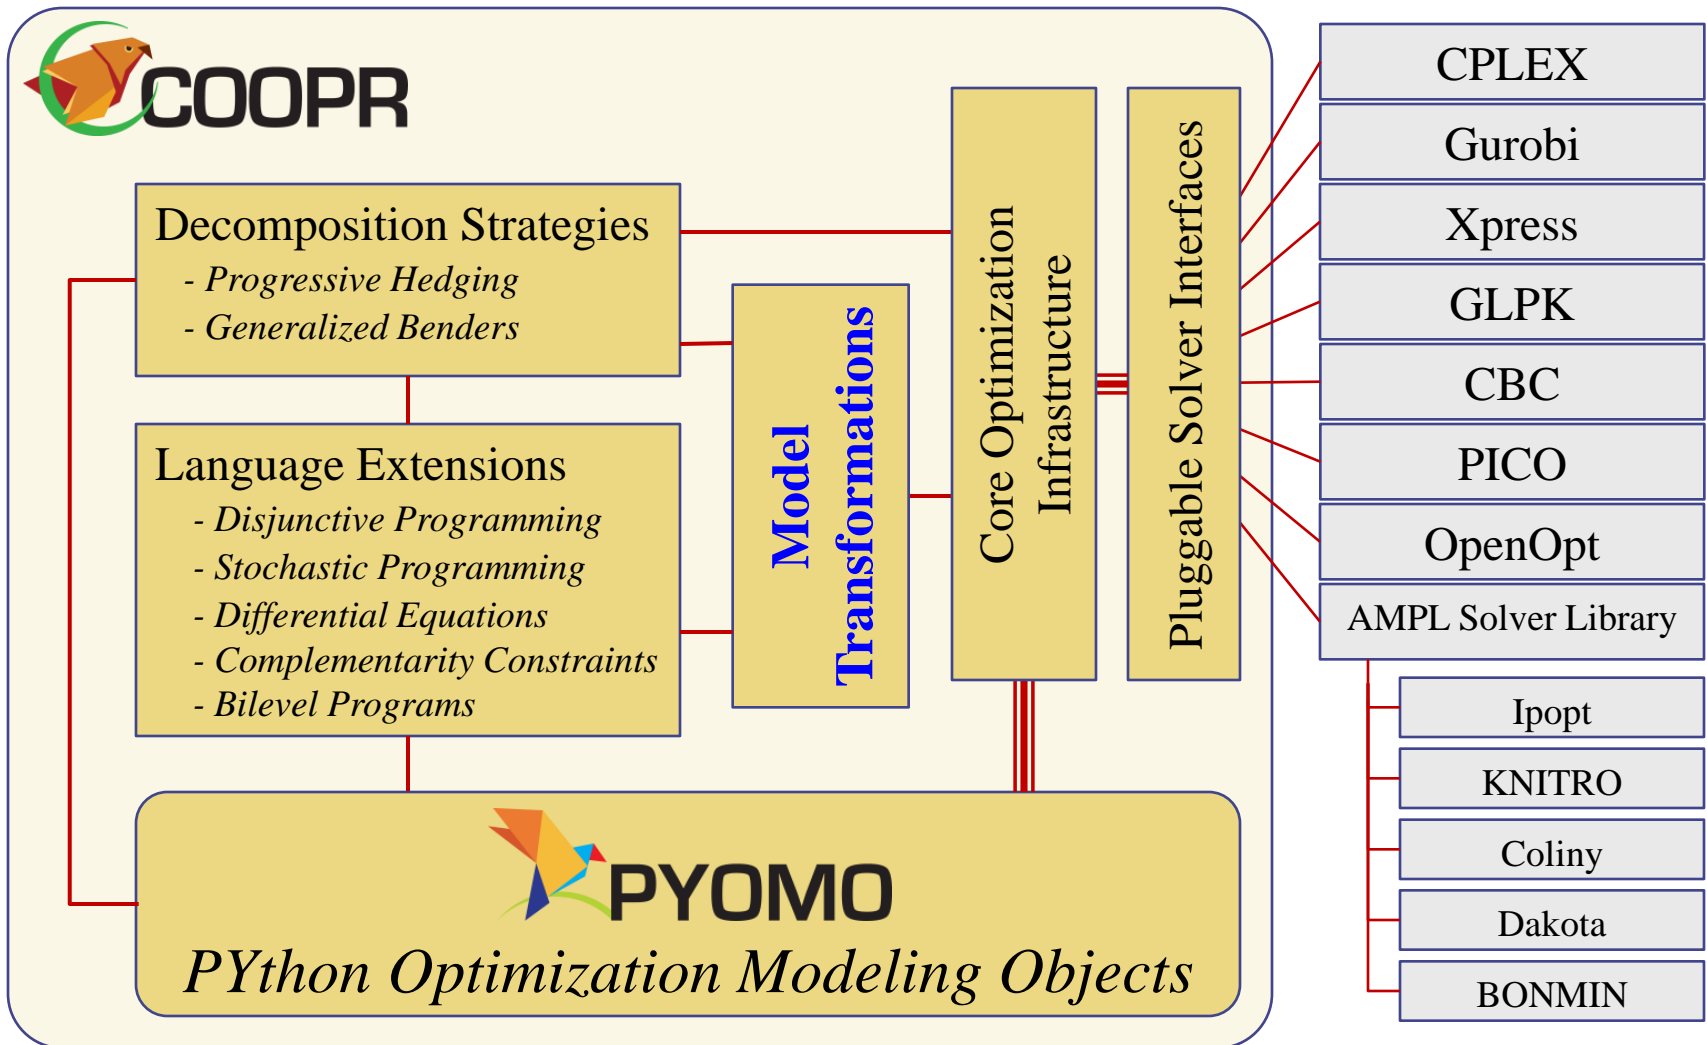 COOPR
Decomposition Strategies
- Progressive Hedging
- Generalized Benders
Language Extensions
- Disjunctive Programming
- Stochastic Programming
- Differential Equations
- Complementarity Constraints
- Bilevel Programs
Model
Transformations
Core Optimization
Infrastructure
Pluggable Solver Interfaces
PYOMO
PYthon Optimization Modeling Objects
CPLEX
Gurobi
Xpress
GLPK
CBC
PICO
OpenOpt
AMPL Solver Library
Ipopt
KNITRO
Coliny
Dakota
BONMIN